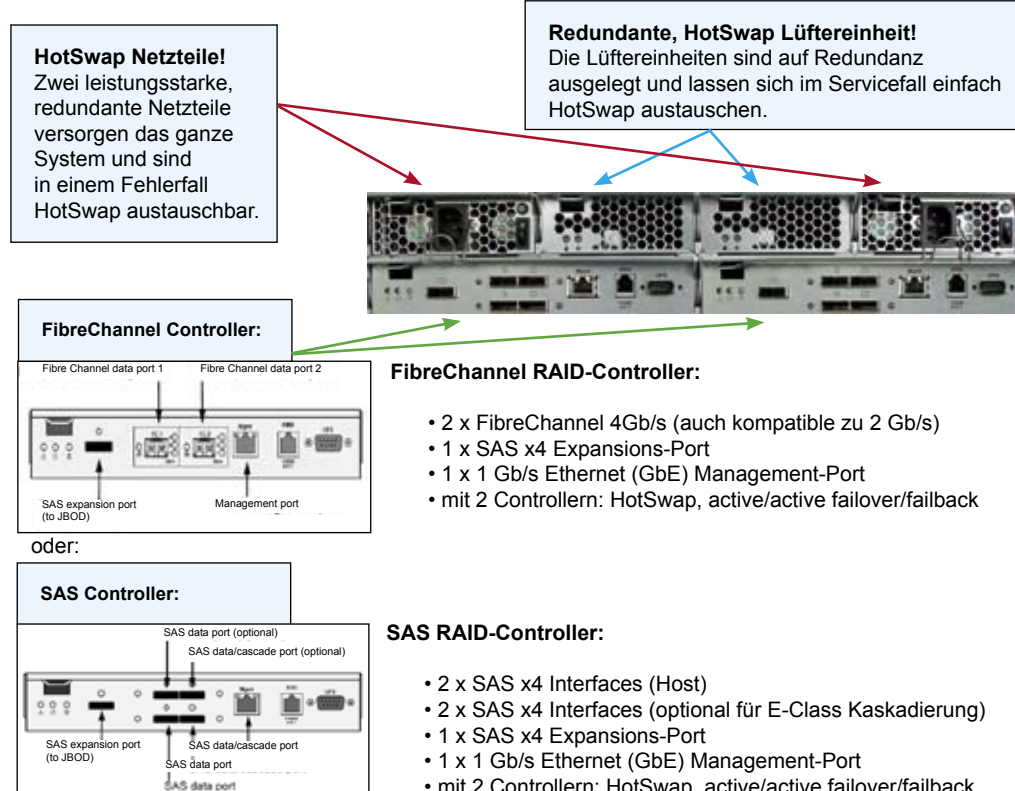 HotSwap Netzteile!
Zwei leistungsstarke,
redundante Netzteile
versorgen das ganze
System und sind
in einem Fehlerfall
HotSwap austauschbar.
Redundante, HotSwap Lüftereinheit!
Die Lüftereinheiten sind auf Redundanz
ausgelegt und lassen sich im Servicefall einfach
HotSwap austauschen.
FibreChannel Controller:
Fibre Channel data port 1
Fibre Channel data port 2
SAS expansion port
(to JBOD)
Management port
FibreChannel RAID-Controller:
• 2 x FibreChannel 4Gb/s (auch kompatible zu 2 Gb/s)
• 1 x SAS x4 Expansions-Port
• 1 x 1 Gb/s Ethernet (GbE) Management-Port
• mit 2 Controllern: HotSwap, active/active failover/failback
oder:
SAS Controller:
SAS data port (optional)
SAS data/cascade port (optional)
SAS expansion port
(to JBOD)
SAS data/cascade port
SAS data port
SAS data port
SAS RAID-Controller:
• 2 x SAS x4 Interfaces (Host)
• 2 x SAS x4 Interfaces (optional für E-Class Kaskadierung)
• 1 x SAS x4 Expansions-Port
• 1 x 1 Gb/s Ethernet (GbE) Management-Port
• mit 2 Controllern: HotSwap, active/active failover/failback